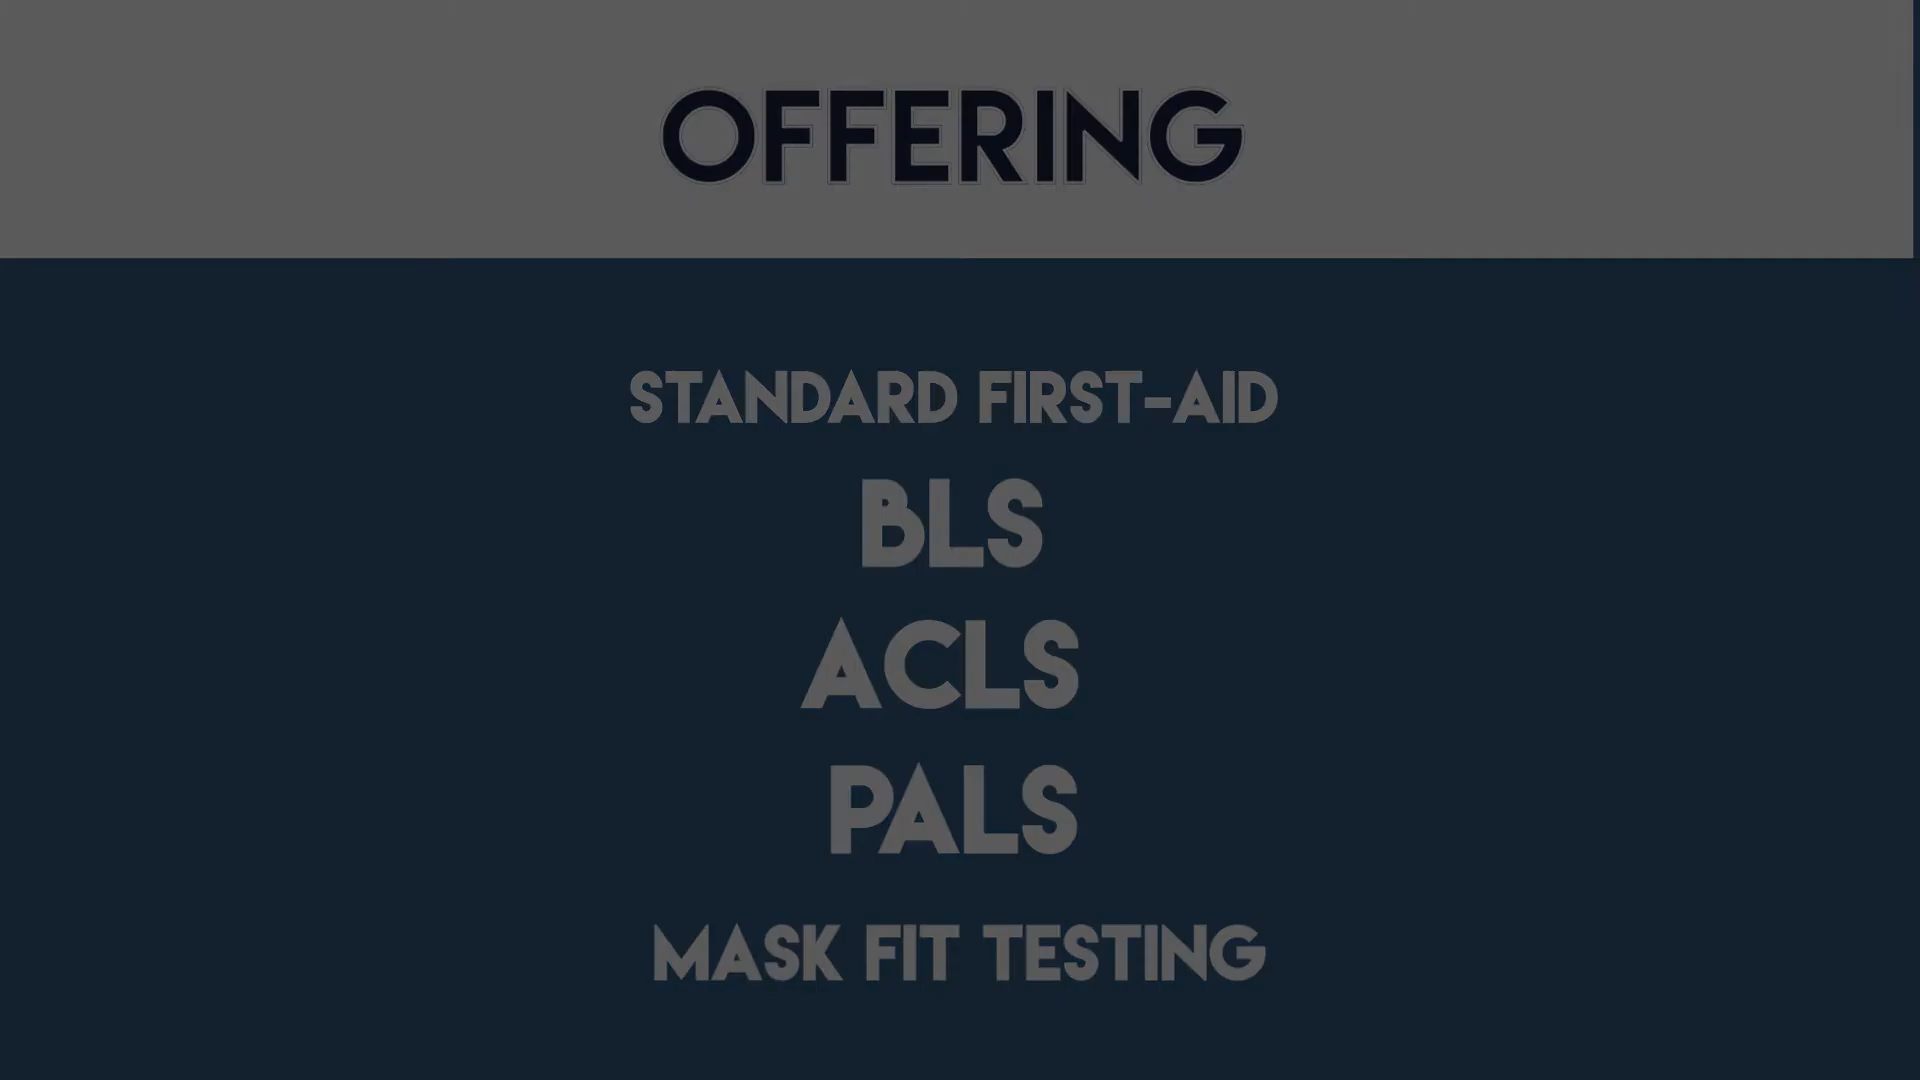 OFFERING
STANDARD FIRST-AID
BLS
ACLS
PALS
MASK FIT TESTING